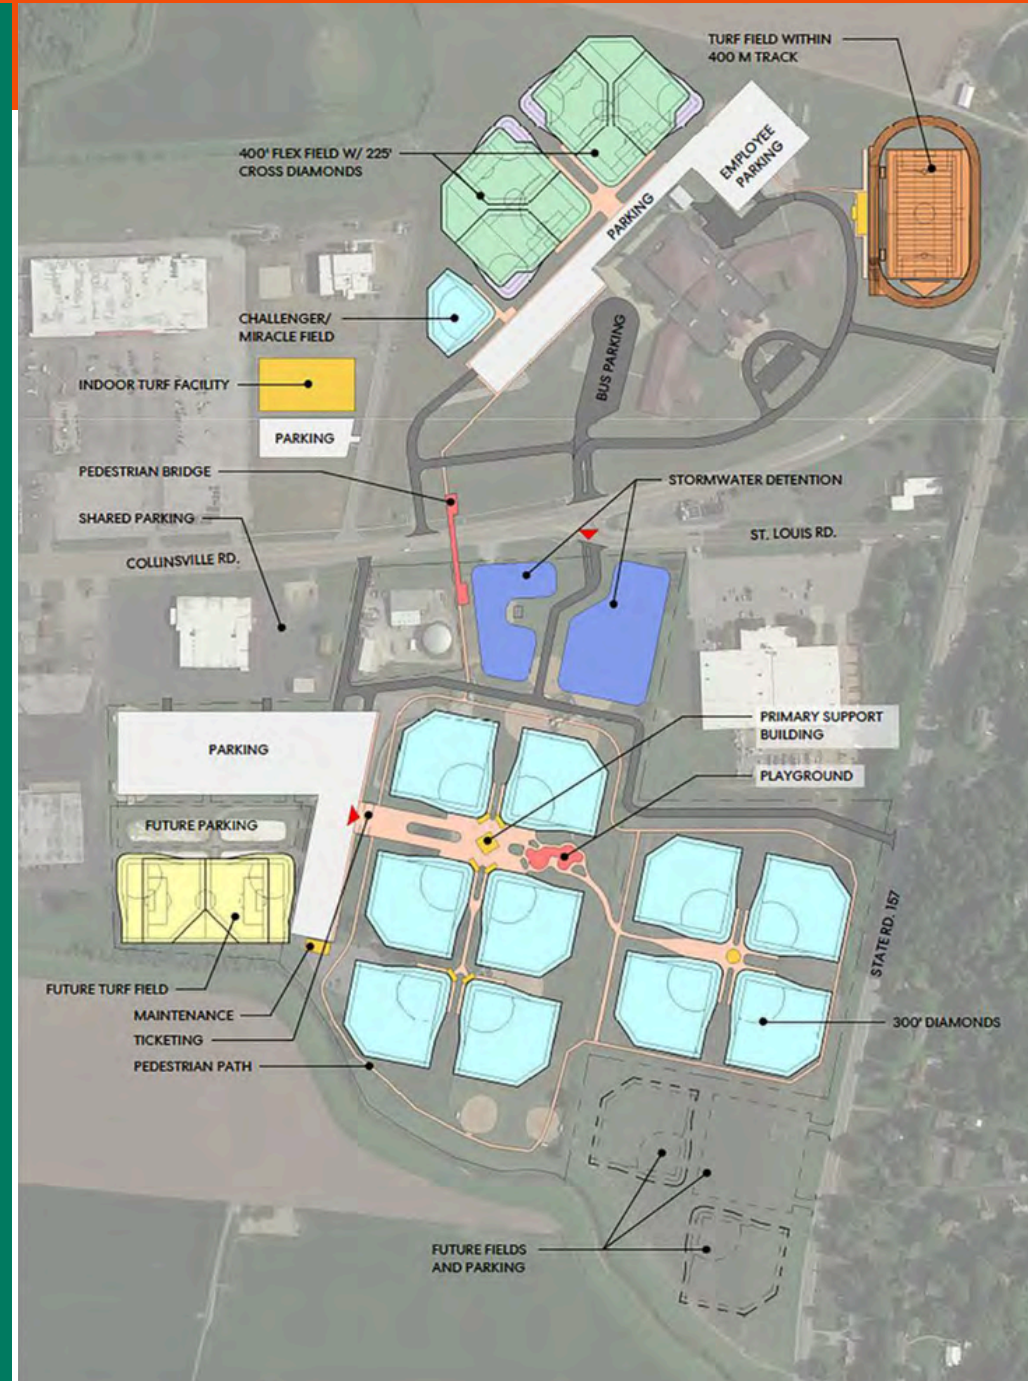 TURF FIELD WITHIN
400 M TRACK
400' FLEX FIELD W/ 225'
CROSS DIAMONDS
EMPLOYEE
PARKING
PARKING
CHALLENGER/
MIRACLE FIELD
BUS PARKING
INDOOR TURF FACILITY
PARKING
PEDESTRIAN BRIDGE
STORMWATER DETENTION
SHARED PARKING
ST. LOUIS RD.
COLLINSVILLE RD.
PRIMARY SUPPORT
BUILDING
PARKING
PLAYGROUND
FUTURE PARKING
STATE RD. 157
FUTURE TURF FIELD
MAINTENANCE
300' DIAMONDS
TICKETING
PEDESTRIAN PATH
FUTURE FIELDS
AND PARKING